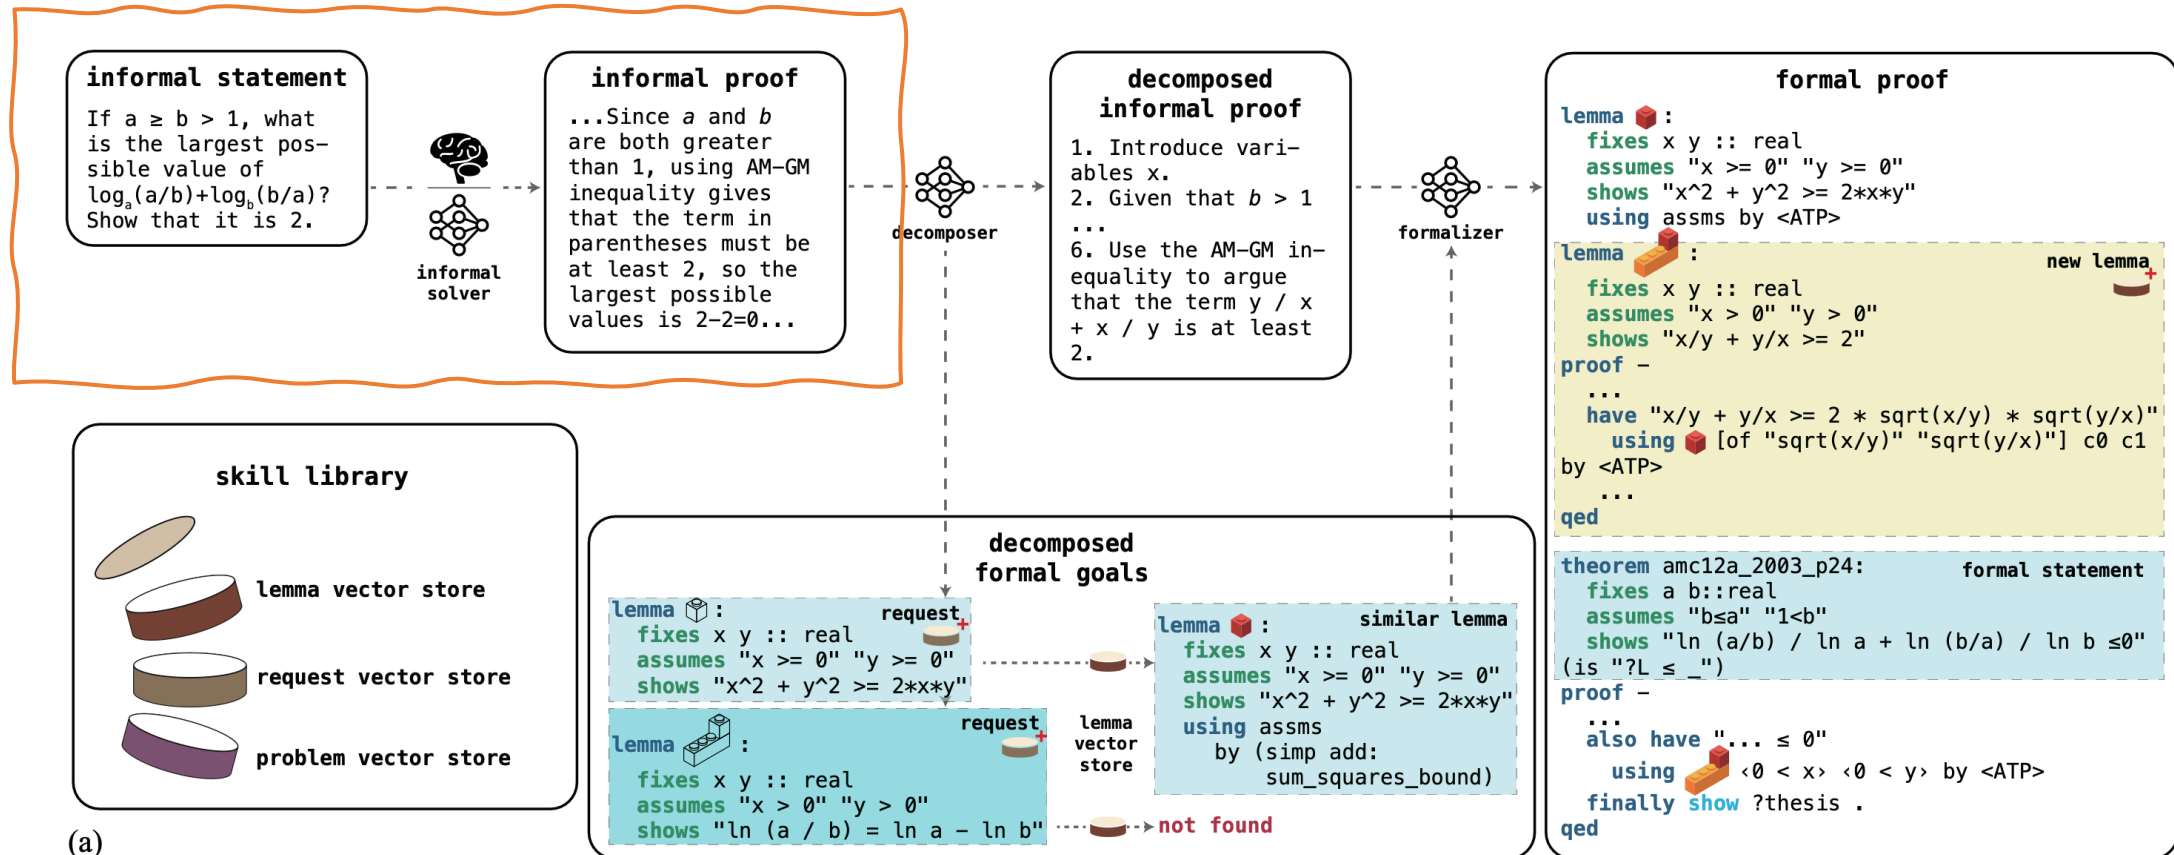 informal statement
If a ≥ b > 1, what
is the largest pos-
sible value of
logₐ(a/b)+log_b(b/a)?
Show that it is 2.
informal
solver
informal proof
...Since a and b
are both greater
than 1, using AM-GM
inequality gives
that the term in
parentheses must be
at least 2, so the
largest possible
values is 2-2=0...
decomposer
decomposed
informal proof
1. Introduce vari-
ables x.
2. Given that b > 1
...
6. Use the AM-GM in-
equality to argue
that the term y / x
+ x / y is at least
2.
formalizer
formal proof
lemma :
fixes x y :: real
assumes "x >= 0" "y >= 0"
shows "x^2 + y^2 >= 2*x*y"
using assms by <ATP>
lemma :
new lemma
fixes x y :: real
assumes "x > 0" "y > 0"
shows "x/y + y/x >= 2"
proof -
...
have "x/y + y/x >= 2 * sqrt(x/y) * sqrt(y/x)"
using [of "sqrt(x/y)" "sqrt(y/x)"] c0 c1
by <ATP>
...
qed
theorem amc12a_2003_p24:
formal statement
fixes a b::real
assumes "b≤a" "1<b"
shows "ln (a/b) / ln a + ln (b/a) / ln b ≤0"
(is "?L ≤ _")
proof -
...
also have "... ≤ 0"
using ‹0 < x› ‹0 < y› by <ATP>
finally show ?thesis .
qed
skill library
lemma vector store
request vector store
problem vector store
(a)
decomposed
formal goals
lemma :
request
fixes x y :: real
assumes "x >= 0" "y >= 0"
shows "x^2 + y^2 >= 2*x*y"
lemma :
request
fixes x y :: real
assumes "x > 0" "y > 0"
shows "ln (a / b) = ln a - ln b"
lemma
vector
store
similar lemma
lemma :
fixes x y :: real
assumes "x >= 0" "y >= 0"
shows "x^2 + y^2 >= 2*x*y"
using assms
by (simp add:
sum_squares_bound)
not found